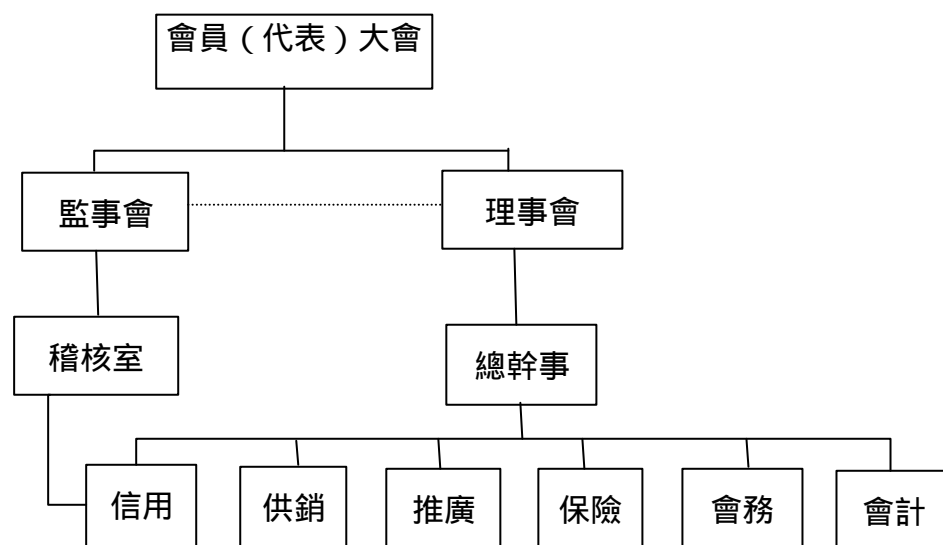 會員（代表）大會
監事會
理事會
稽核室
總幹事
信用
供銷
推廣
保險
會務
會計